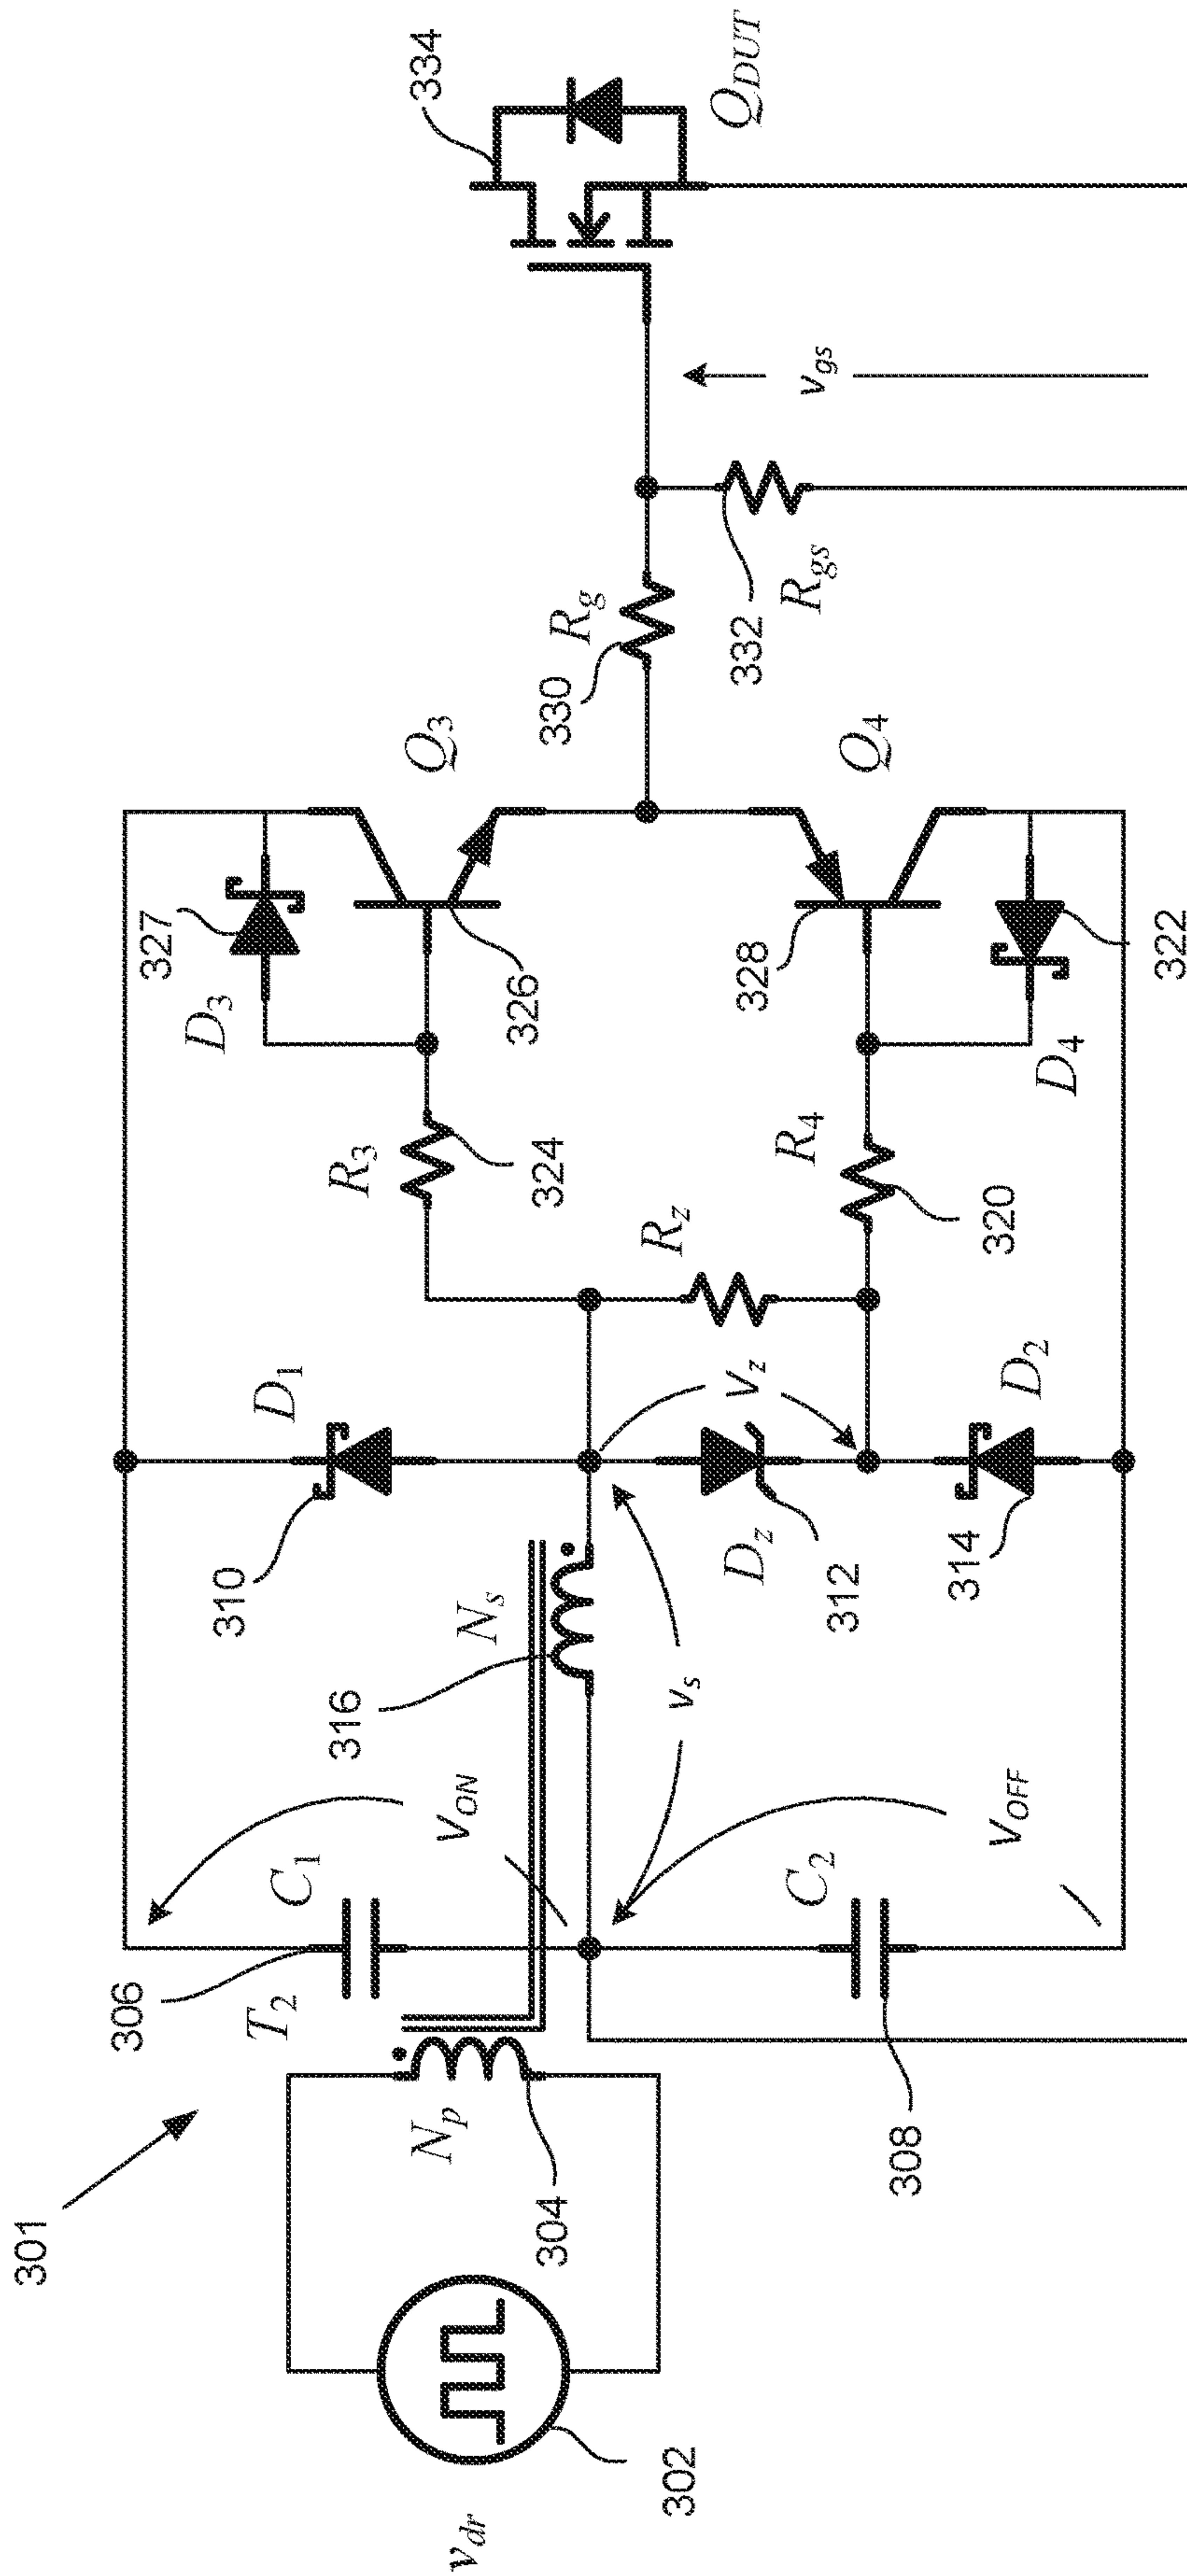 301
v_dr
302
N_p
304
T_2
306
C_1
V_ON
308
C_2
V_OFF
316
N_s
v_s
310
D_1
D_z
312
V_z
314
D_2
R_z
R_3
324
R_4
320
D_3
327
326
Q_3
328
Q_4
D_4
322
330
R_g
332
R_gs
v_gs
334
Q_DUT